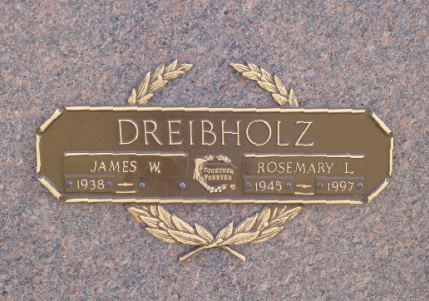 DREIBHOLZ
JAMES W. ROSEMARY L.
1938 TOGETHER FOREVER 1945 1997